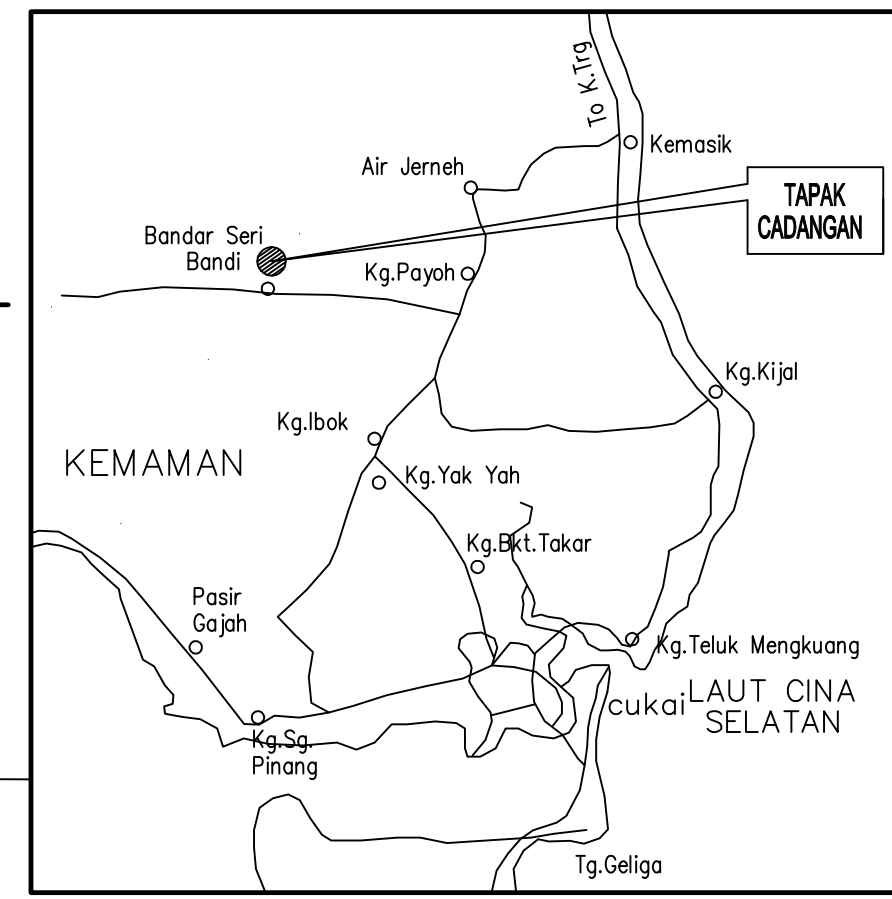 To K.Trg
Kemasik
Air Jerneh
TAPAK
CADANGAN
Bandar Seri
Bandi
Kg.Payoh
Kg.Kijal
Kg.Ibok
KEMAMAN
Kg.Yak Yah
Kg.Bkt.Takar
Pasir
Gajah
Kg.Teluk Mengkuang
cukai
LAUT CINA
SELATAN
Kg.Sg.
Pinang
Tg.Geliga